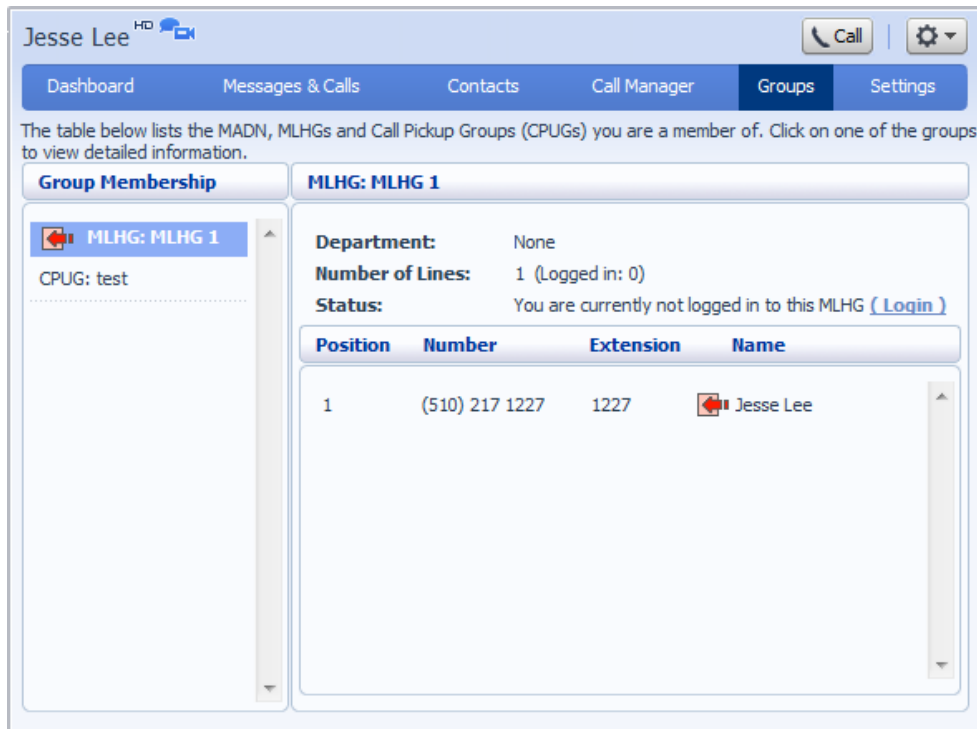 Jesse Lee HD
Call
Dashboard Messages & Calls Contacts Call Manager Groups Settings
The table below lists the MADN, MLHGs and Call Pickup Groups (CPUGs) you are a member of. Click on one of the groups
to view detailed information.
Group Membership
MLHG: MLHG 1
CPUG: test
MLHG: MLHG 1
Department: None
Number of Lines: 1 (Logged in: 0)
Status: You are currently not logged in to this MLHG ( Login )
Position Number Extension Name
1 (510) 217 1227 1227 Jesse Lee